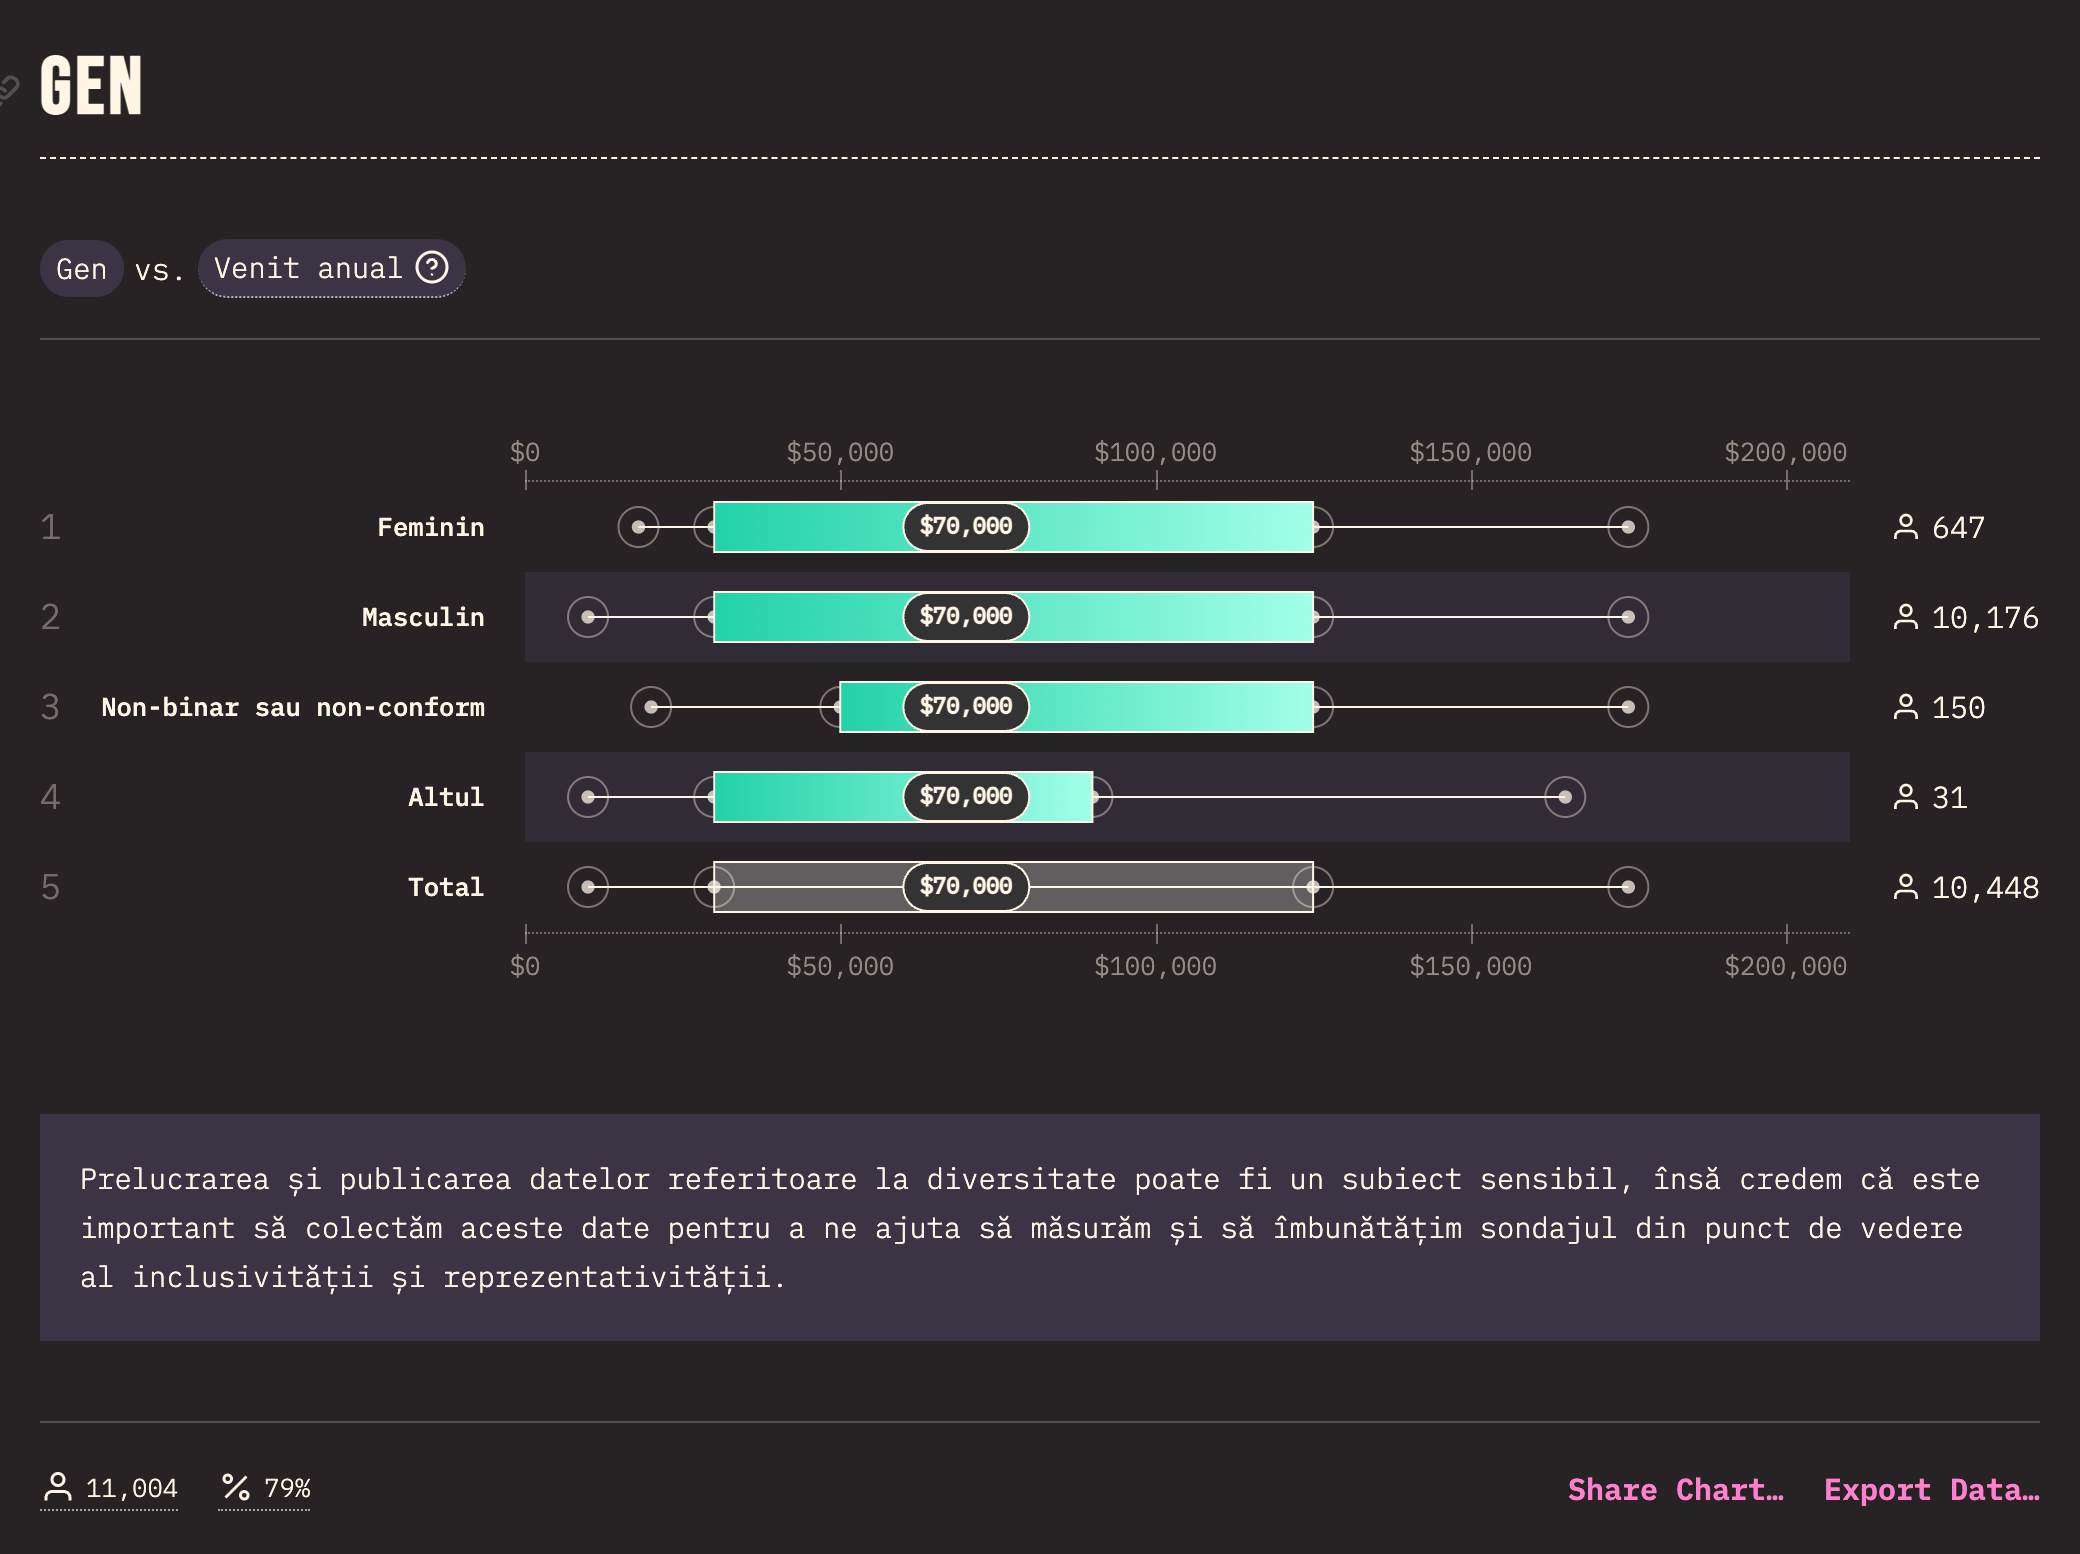 GEN
Gen vs. Venit anual
$0 $50,000 $100,000 $150,000 $200,000
1 Feminin $70,000 647
2 Masculin $70,000 10,176
3 Non-binar sau non-conform $70,000 150
4 Altul $70,000 31
5 Total $70,000 10,448
$0 $50,000 $100,000 $150,000 $200,000
Prelucrarea și publicarea datelor referitoare la diversitate poate fi un subiect sensibil, însă credem că este
important să colectăm aceste date pentru a ne ajuta să măsurăm și să îmbunătățim sondajul din punct de vedere
al inclusivității și reprezentativității.
11,004 79% Share Chart… Export Data…